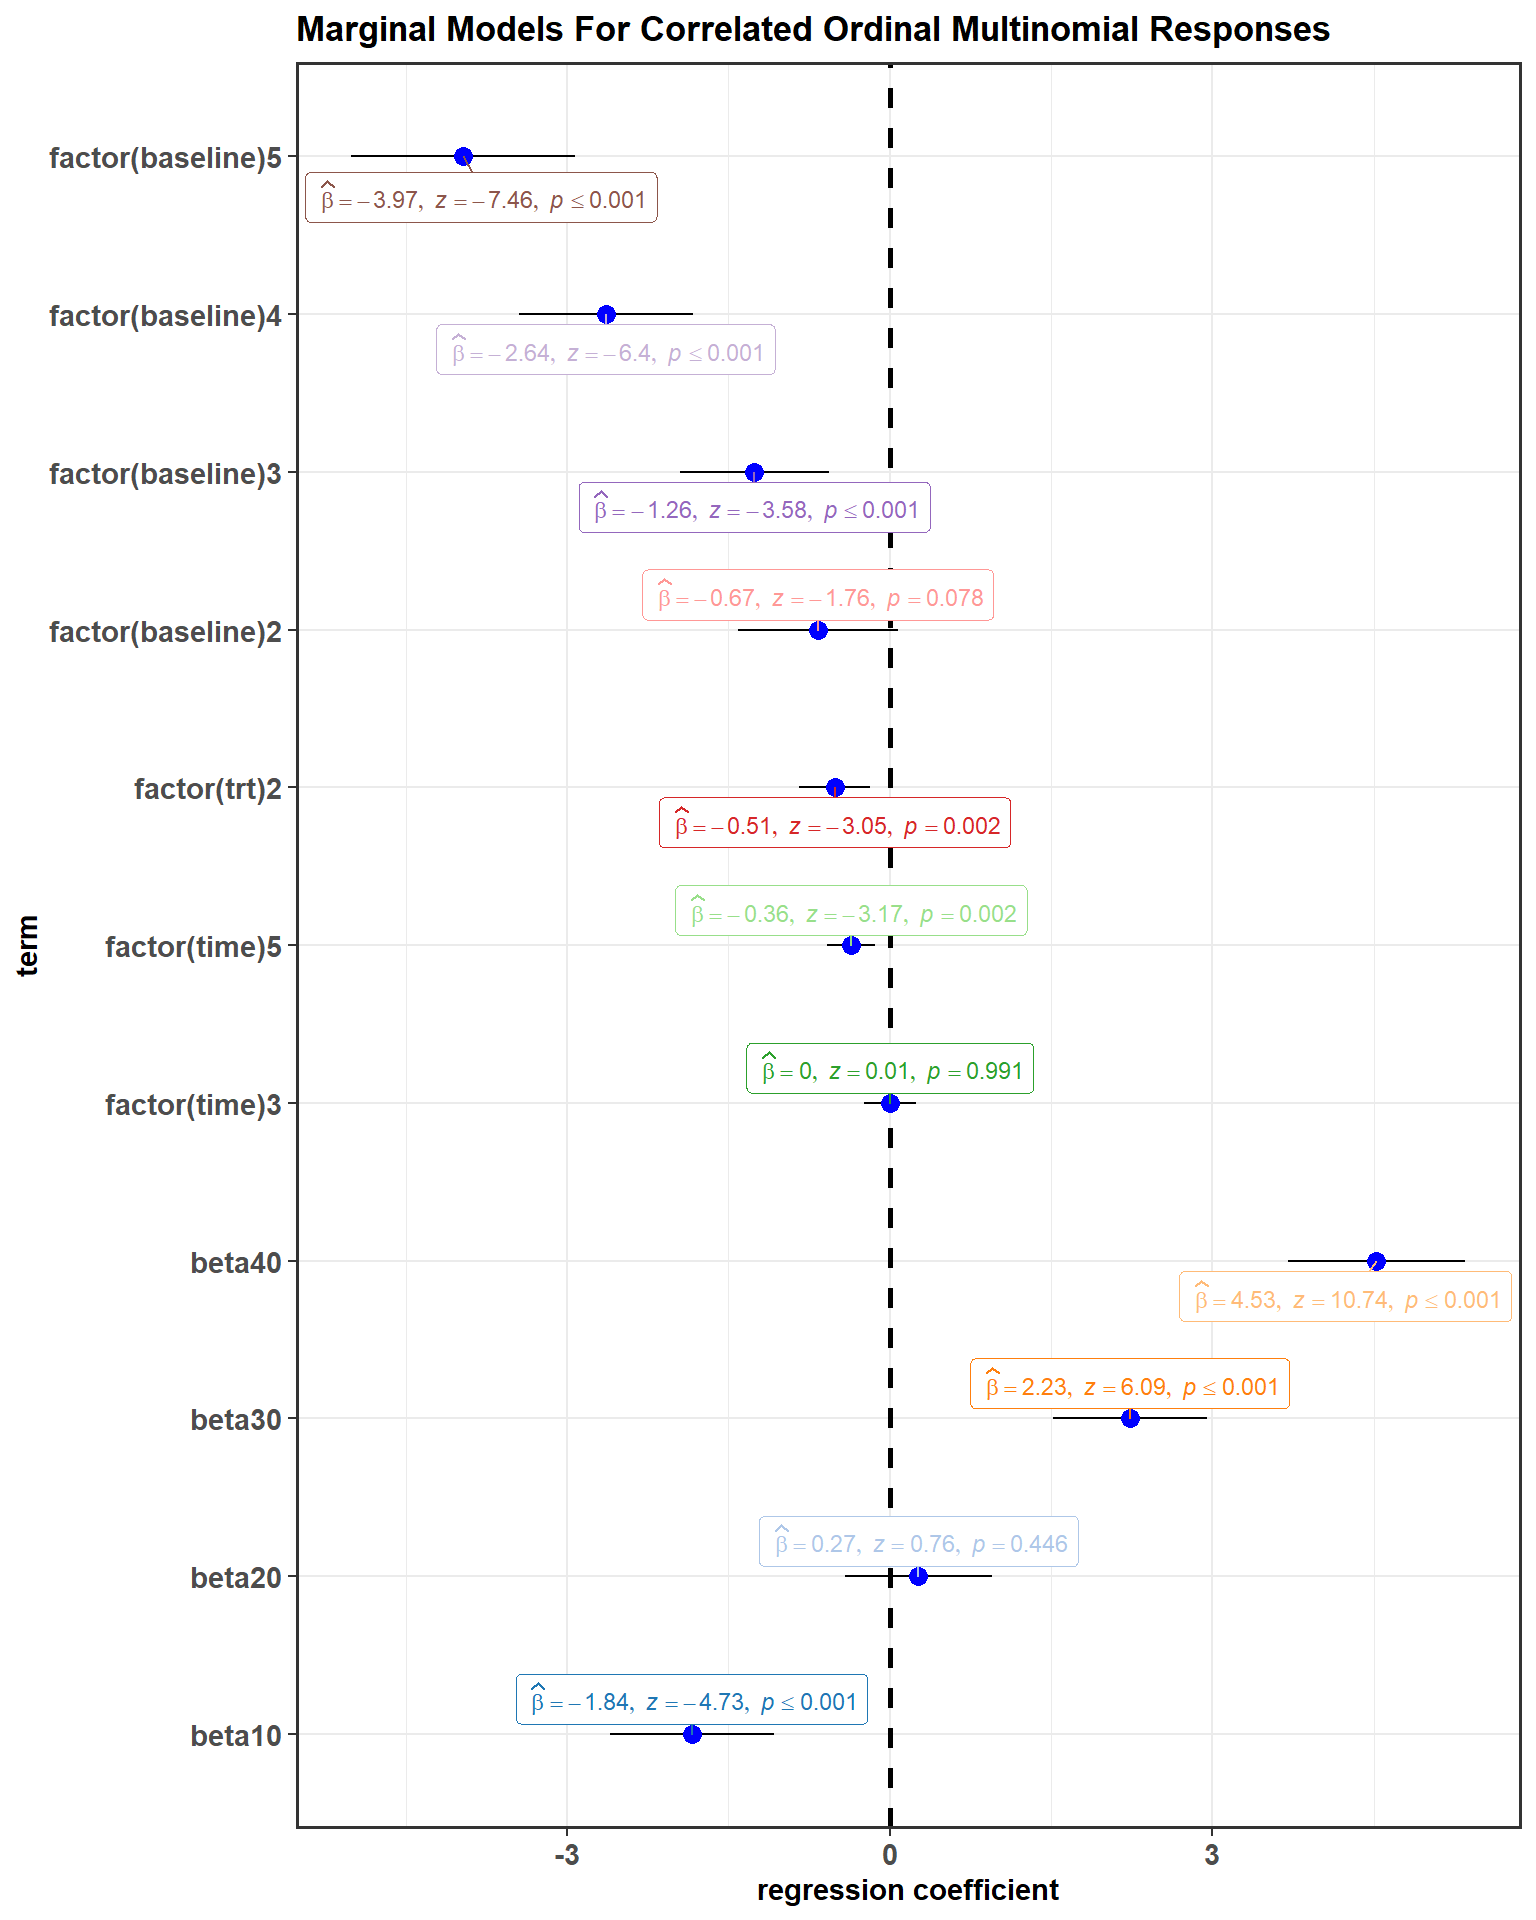 Marginal Models For Correlated Ordinal Multinomial Responses
factor(baseline)5
β̂ = −3.97, z = −7.46, p ≤ 0.001
factor(baseline)4
β̂ = −2.64, z = −6.4, p ≤ 0.001
factor(baseline)3
β̂ = −1.26, z = −3.58, p ≤ 0.001
β̂ = −0.67, z = −1.76, p = 0.078
factor(baseline)2
factor(trt)2
β̂ = −0.51, z = −3.05, p = 0.002
β̂ = −0.36, z = −3.17, p = 0.002
factor(time)5
term
β̂ = 0, z = 0.01, p = 0.991
factor(time)3
beta40
β̂ = 4.53, z = 10.74, p ≤ 0.001
β̂ = 2.23, z = 6.09, p ≤ 0.001
beta30
β̂ = 0.27, z = 0.76, p = 0.446
beta20
β̂ = −1.84, z = −4.73, p ≤ 0.001
beta10
-3 0 3
regression coefficient